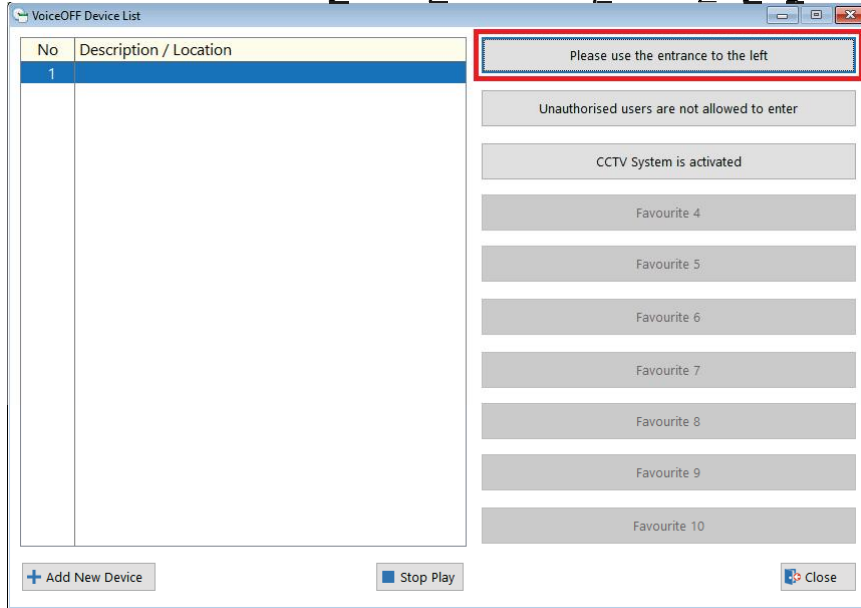 VoiceOFF Device List
No Description / Location
1
Please use the entrance to the left
Unauthorised users are not allowed to enter
CCTV System is activated
Favourite 4
Favourite 5
Favourite 6
Favourite 7
Favourite 8
Favourite 9
Favourite 10
Add New Device
Stop Play
Close